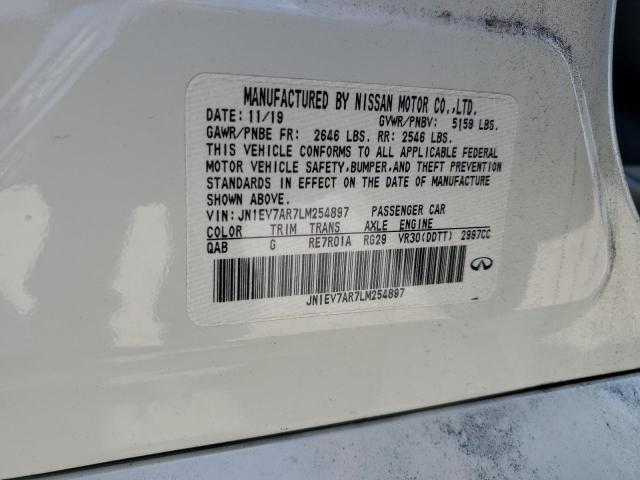 MANUFACTURED BY NISSAN MOTOR CO.,LTD.
DATE: 11/19 GVWR/PNBV: 5159 LBS.
GAWR/PNBE FR: 2646 LBS. RR: 2546 LBS.
THIS VEHICLE CONFORMS TO ALL APPLICABLE FEDERAL
MOTOR VEHICLE SAFETY, BUMPER, AND THEFT PREVENTION
STANDARDS IN EFFECT ON THE DATE OF MANUFACTURE
SHOWN ABOVE.
VIN: JN1EV7AR7LM254897 PASSENGER CAR
COLOR TRIM TRANS AXLE ENGINE
QAB G RE7R01A RG29 VR30(DDTT) 2997CC
JN1EV7AR7LM254897